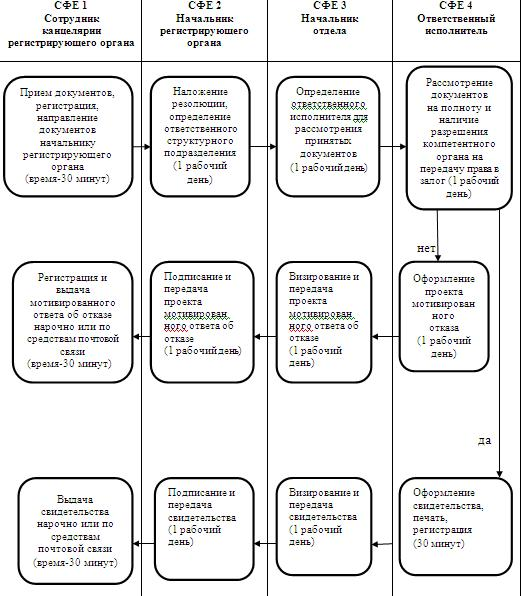 СФЕ 1
Сотрудник
канцелярии
регистрирующего органа
СФЕ 2
Начальник
регистрирующего
органа
СФЕ 3
Начальник
отдела
СФЕ 4
Ответственный
исполнитель
Прием документов,
регистрация,
направление
документов
начальнику
регистрирующего
органа
(время-30 минут)
Наложение
резолюции,
определение
ответственного
структурного
подразделения
(1 рабочий
день)
Определение
ответственного
исполнителя для
рассмотрения
принятых
документов
(1 рабочий день)
Рассмотрение
документов
на полноту и
наличие
разрешения
компетентного
органа на
передачу права в
залог (1 рабочий
день)
нет
Регистрация и
выдача
мотивированного
ответа об отказе
нарочно или по
средствам почтовой
связи
(время-30 минут)
Подписание и
передача
проекта
мотивирован
ного ответа об
отказе
(1 рабочий день)
Визирование и
передача
проекта
мотивирован
ного ответа об
отказе
(1 рабочий
день)
Оформление
проекта
мотивирован
ного
отказа
(1 рабочий
день)
да
Выдача
свидетельства
нарочно или по
средствам
почтовой связи
(время-30 минут)
Подписание и
передача
свидетельства
(1 рабочий
день)
Визирование и
передача
свидетельства
(1 рабочий
день)
Оформление
свидетельства,
печать,
регистрация
(30 минут)